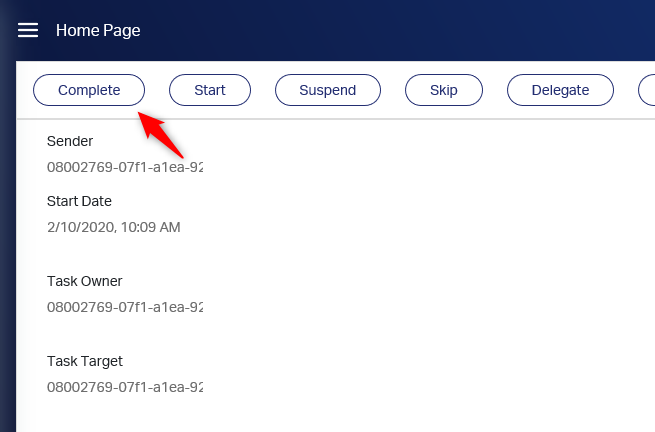 Home Page
Complete Start Suspend Skip Delegate
Sender
08002769-07f1-a1ea-92
Start Date
2/10/2020, 10:09 AM
Task Owner
08002769-07f1-a1ea-92
Task Target
08002769-07f1-a1ea-92